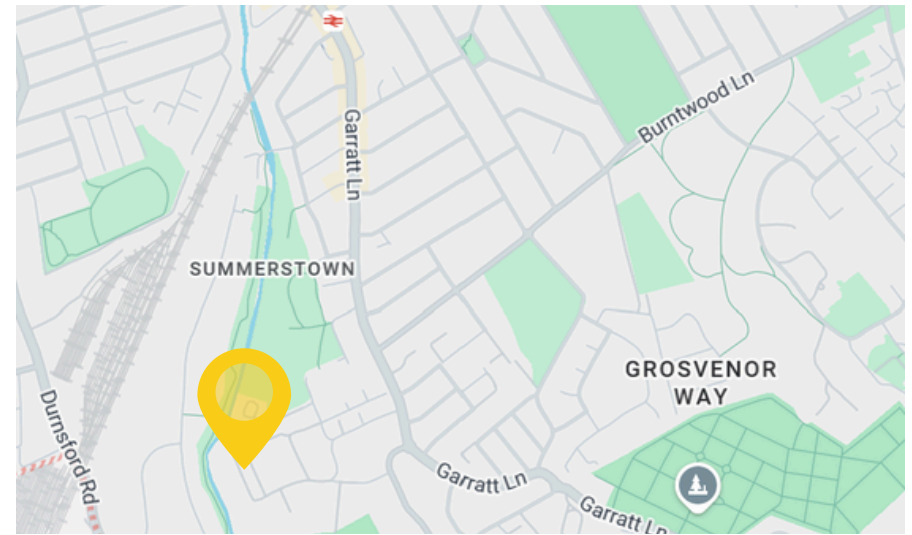 Burntwood Ln
Garratt Ln
SUMMERSTOWN
GROSVENOR
WAY
Durnsford Rd
Garratt Ln
Garratt Ln